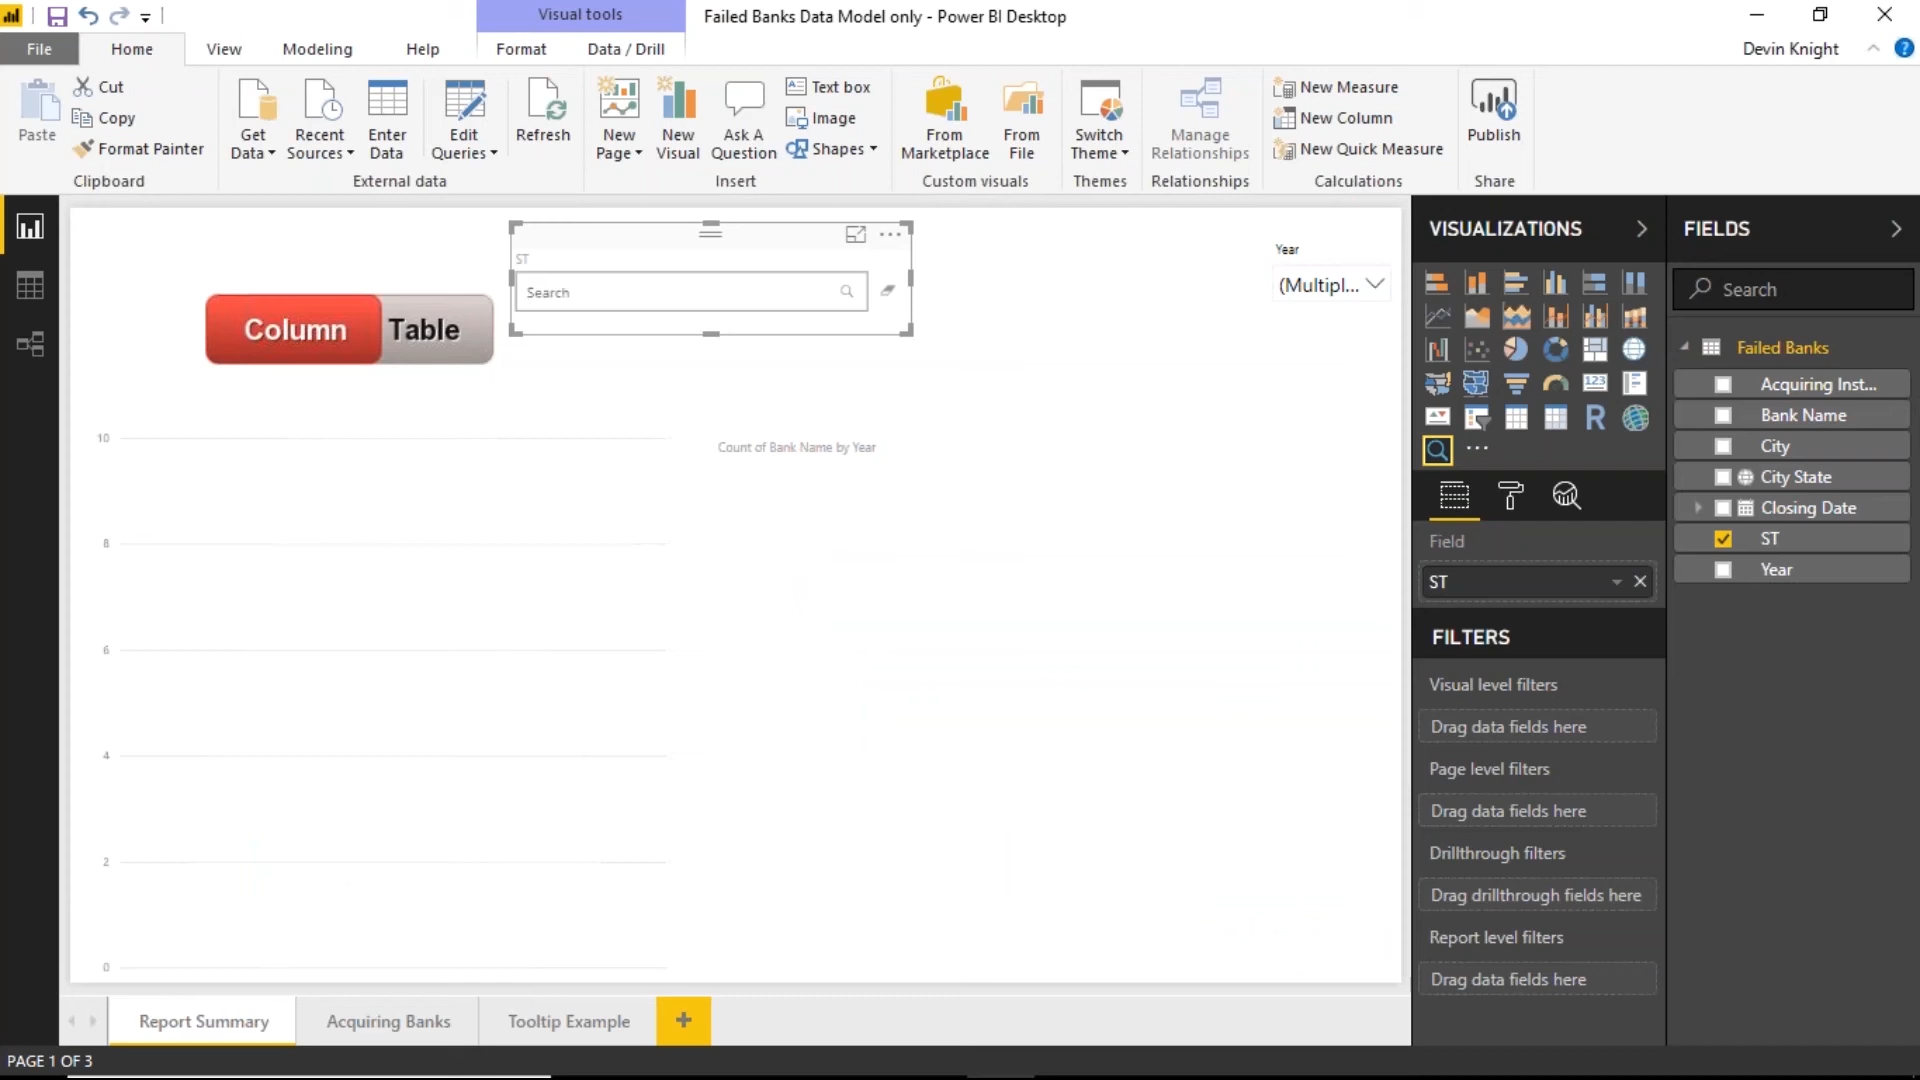 Visual tools
Failed Banks Data Model only - Power BI Desktop
File
Home
View
Modeling
Help
Format
Data / Drill
Devin Knight
?
Paste
Cut
Copy
Format Painter
Clipboard
Get Data
Recent Sources
Enter Data
Edit Queries
Refresh
External data
New Page
New Visual
Ask A Question
Text box
Image
Shapes
Insert
From Marketplace
From File
Custom visuals
Switch Theme
Themes
Manage Relationships
Relationships
New Measure
New Column
New Quick Measure
Calculations
Publish
Share
Column
Table
ST
Search
Year
(Multipl...
Count of Bank Name by Year
10
8
6
4
2
0
VISUALIZATIONS
123
R
Field
ST
FILTERS
Visual level filters
Drag data fields here
Page level filters
Drag data fields here
Drillthrough filters
Drag drillthrough fields here
Report level filters
Drag data fields here
FIELDS
Search
Failed Banks
Acquiring Inst...
Bank Name
City
City State
Closing Date
ST
Year
Report Summary
Acquiring Banks
Tooltip Example
+
PAGE 1 OF 3